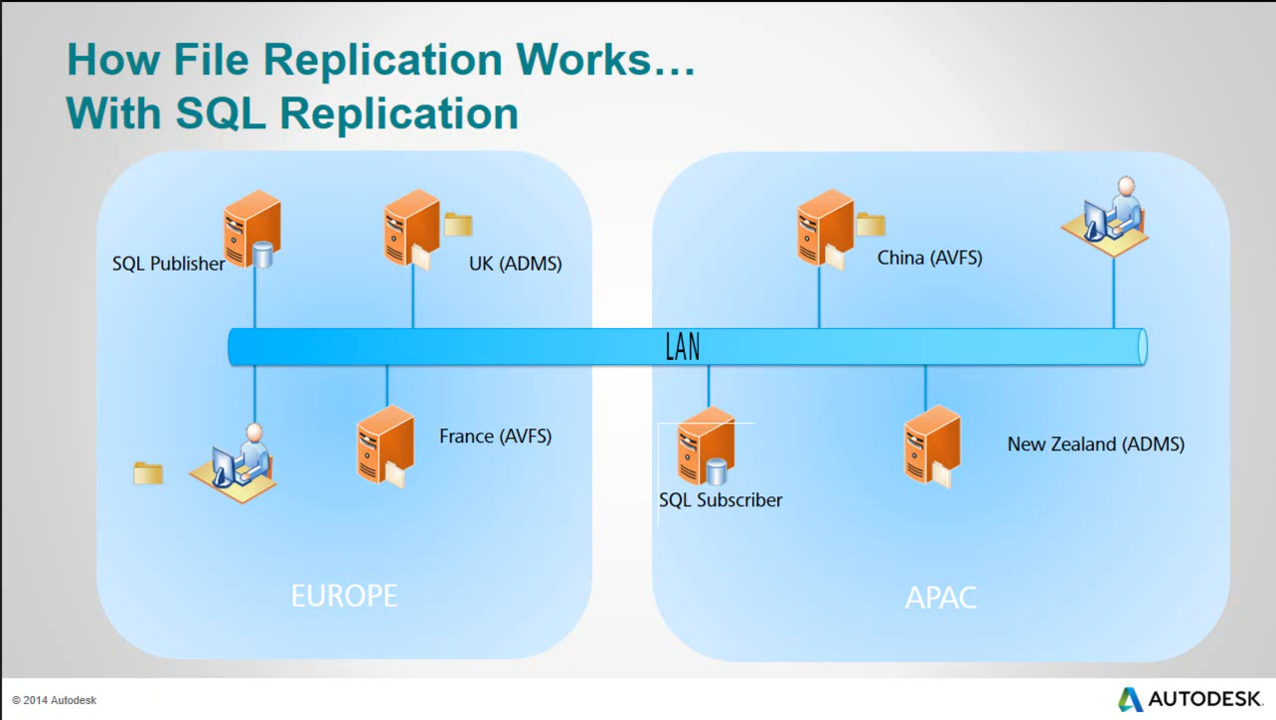 How File Replication Works…
With SQL Replication
SQL Publisher
UK (ADMS)
China (AVFS)
LAN
France (AVFS)
New Zealand (ADMS)
SQL Subscriber
EUROPE
APAC
© 2014 Autodesk
AUTODESK.